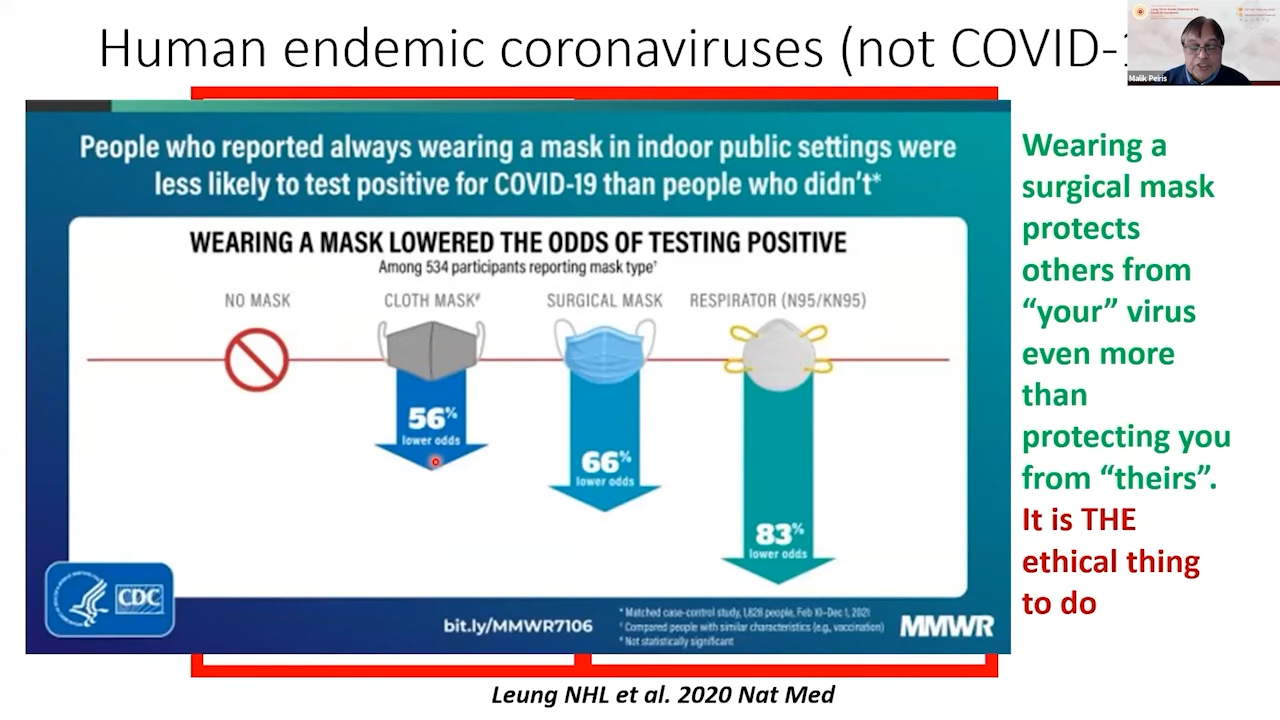 Human endemic coronaviruses (not COVID-
Malik Peiris
People who reported always wearing a mask in indoor public settings were
less likely to test positive for COVID-19 than people who didn't*
WEARING A MASK LOWERED THE ODDS OF TESTING POSITIVE
Among 534 participants reporting mask type†
NO MASK
CLOTH MASK#
SURGICAL MASK
RESPIRATOR (N95/KN95)
56%
lower odds
66%
lower odds
83%
lower odds
CDC
bit.ly/MMWR7106
* Matched case-control study, 1,828 people, Feb 18–Dec 1, 2021
† Compared people with similar characteristics (e.g., vaccination)
# Not statistically significant
MMWR
Wearing a
surgical mask
protects
others from
“your” virus
even more
than
protecting you
from “theirs”.
It is THE
ethical thing
to do
Leung NHL et al. 2020 Nat Med